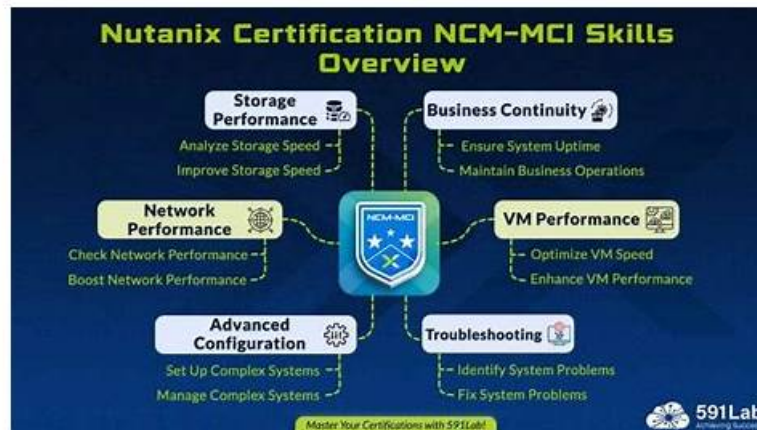 Nutanix Certification NCM-MCI Skills
Overview
Storage
Performance
Analyze Storage Speed
Improve Storage Speed
Business Continuity
Ensure System Uptime
Maintain Business Operations
Network
Performance
Check Network Performance
Boost Network Performance
NCM-MCI
VM Performance
Optimize VM Speed
Enhance VM Performance
Advanced
Configuration
Set Up Complex Systems
Manage Complex Systems
Troubleshooting
Identify System Problems
Fix System Problems
Master Your Certifications with 591Lab!
591Lab
Achieving Success